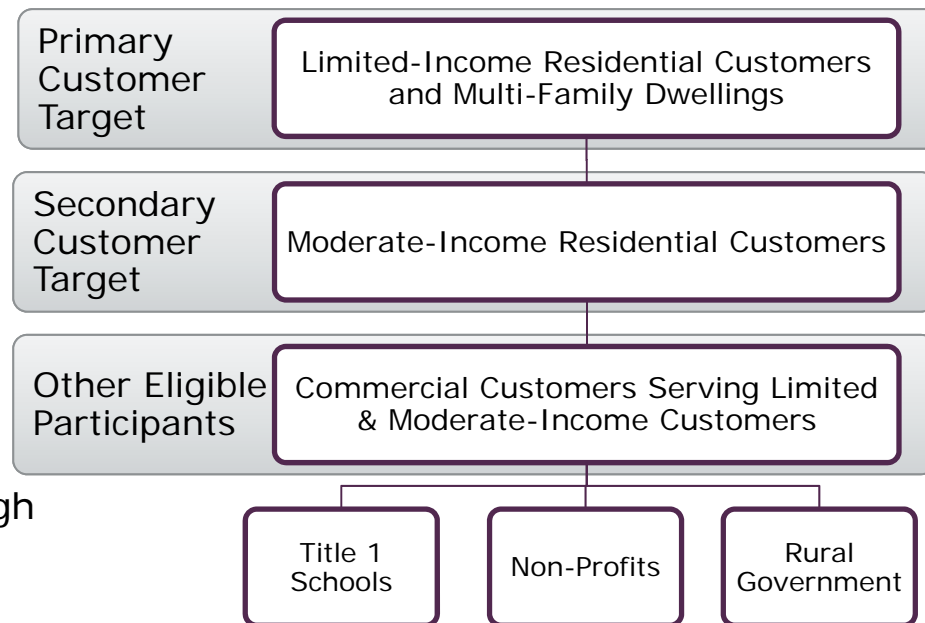 Primary
Customer
Target
Limited-Income Residential Customers
and Multi-Family Dwellings
Secondary
Customer
Target
Moderate-Income Residential Customers
Other Eligible
Participants
Commercial Customers Serving Limited
& Moderate-Income Customers
gh
Title 1
Schools
Non-Profits
Rural
Government